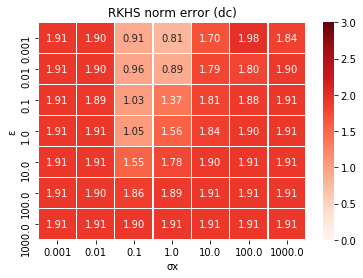 RKHS norm error (dc)
ε
0.001 1.91 1.90 0.91 0.81 1.70 1.98 1.84
0.01 1.91 1.90 0.96 0.89 1.79 1.80 1.90
0.1 1.91 1.89 1.03 1.37 1.81 1.88 1.91
1.0 1.91 1.91 1.05 1.56 1.84 1.90 1.91
10.0 1.91 1.91 1.55 1.78 1.90 1.91 1.91
100.0 1.91 1.90 1.86 1.89 1.91 1.91 1.91
1000.0 1.91 1.91 1.90 1.91 1.91 1.91 1.91
0.001 0.01 0.1 1.0 10.0 100.0 1000.0
σx
3.0
2.5
2.0
1.5
1.0
0.5
0.0